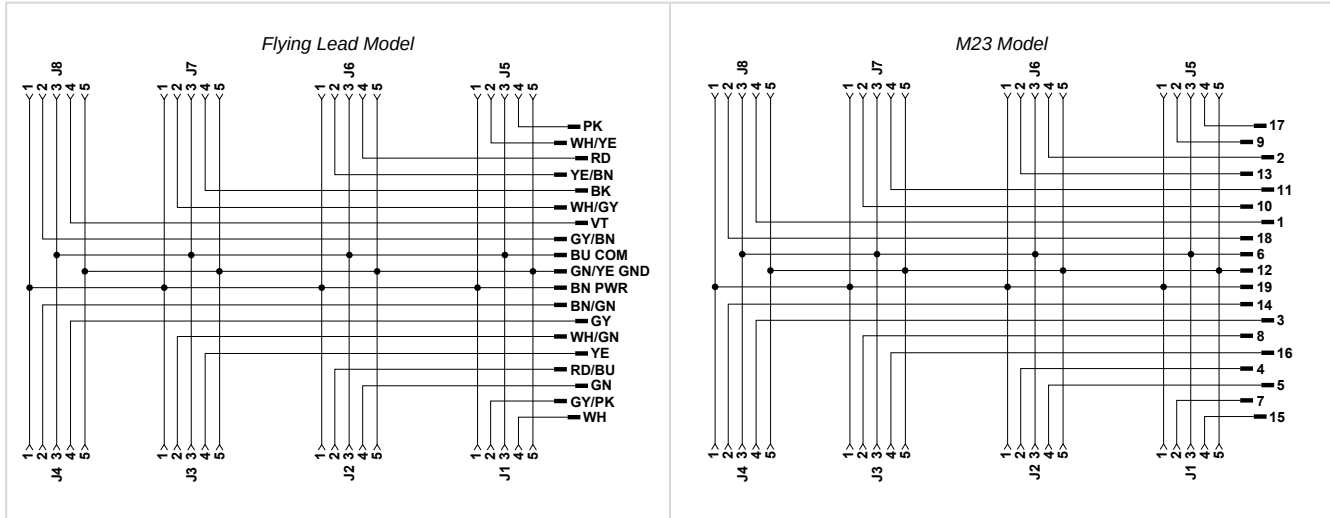 Flying Lead Model
J8 J7 J6 J5
1 2 3 4 5 1 2 3 4 5 1 2 3 4 5 1 2 3 4 5
PK
WH/YE
RD
YE/BN
BK
WH/GY
VT
GY/BN
BU COM
GN/YE GND
BN PWR
BN/GN
GY
WH/GN
YE
RD/BU
GN
GY/PK
WH
1 2 3 4 5 1 2 3 4 5 1 2 3 4 5 1 2 3 4 5
J4 J3 J2 J1
M23 Model
J8 J7 J6 J5
1 2 3 4 5 1 2 3 4 5 1 2 3 4 5 1 2 3 4 5
17
9
2
13
11
10
1
18
6
12
19
14
3
8
16
4
5
7
15
1 2 3 4 5 1 2 3 4 5 1 2 3 4 5 1 2 3 4 5
J4 J3 J2 J1